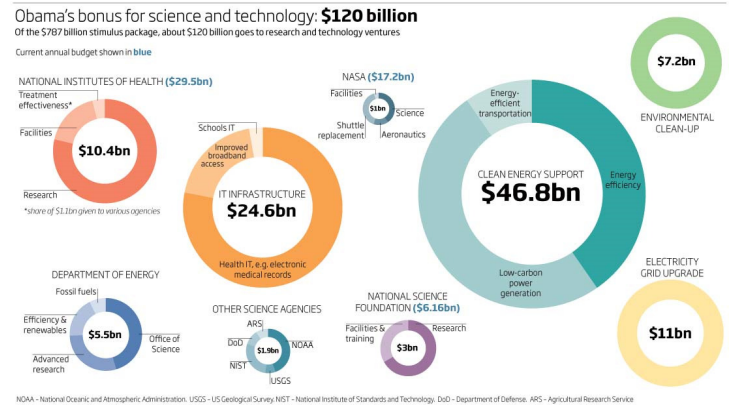 Obama's bonus for science and technology: $120 billion
Of the $787 billion stimulus package, about $120 billion goes to research and technology ventures
Current annual budget shown in blue
NATIONAL INSTITUTES OF HEALTH ($29.5bn)
Treatment
effectiveness*
Facilities
$10.4bn
Research
*share of $1.1bn given to various agencies
Schools IT
Improved
broadband
access
IT INFRASTRUCTURE
$24.6bn
Health IT, e.g. electronic
medical records
NASA ($17.2bn)
Facilities
$1bn
Science
Shuttle
replacement
Aeronautics
Energy-
efficient
transportation
CLEAN ENERGY SUPPORT
$46.8bn
Energy
efficiency
Low-carbon
power
generation
$7.2bn
ENVIRONMENTAL
CLEAN-UP
DEPARTMENT OF ENERGY
Fossil fuels
Efficiency &
renewables
$5.5bn
Office of
Science
Advanced
research
OTHER SCIENCE AGENCIES
ARS
DoD
$1.9bn
NOAA
NIST
USGS
NATIONAL SCIENCE
FOUNDATION ($6.16bn)
Facilities &
training
Research
$3bn
ELECTRICITY
GRID UPGRADE
$11bn
NOAA - National Oceanic and Atmospheric Administration. USGS - US Geological Survey. NIST - National Institute of Standards and Technology. DoD - Department of Defense. ARS - Agricultural Research Service